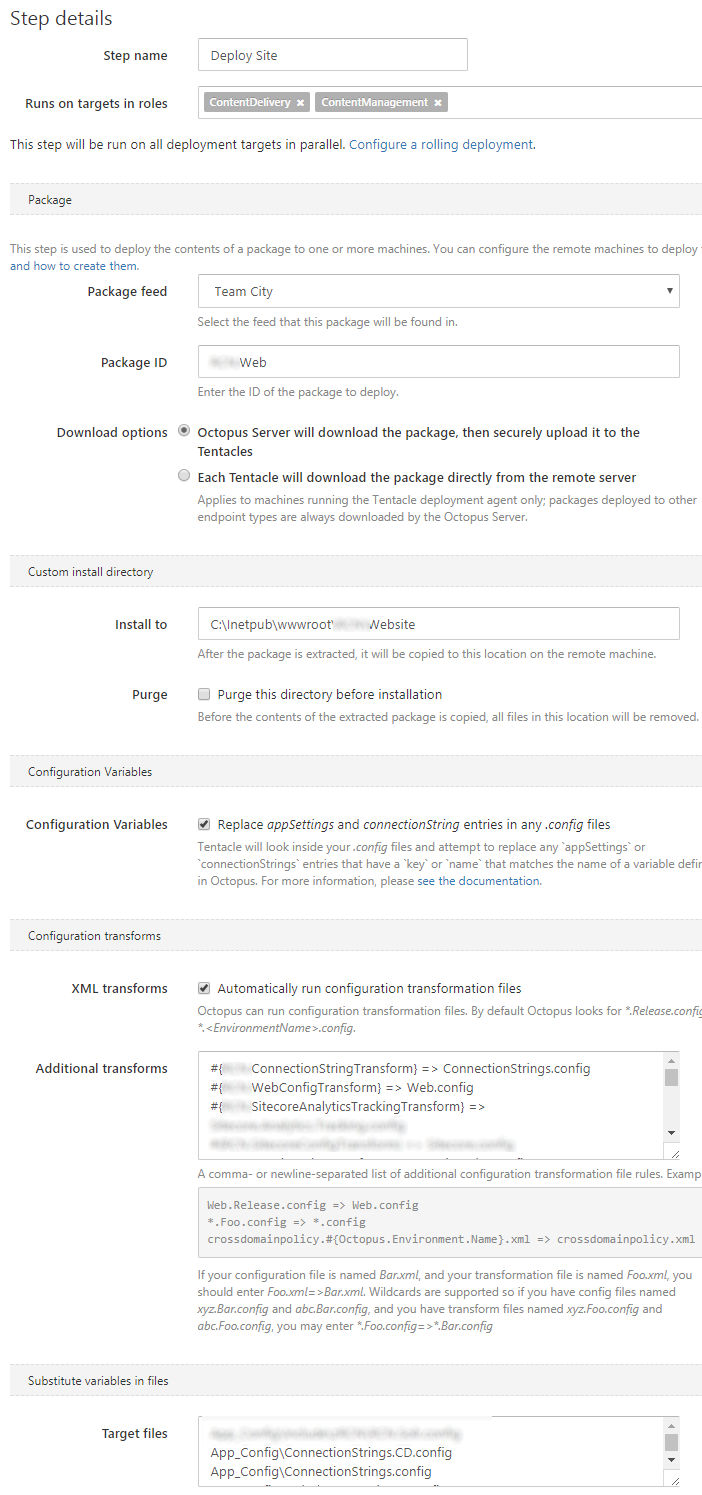 Step details
Step name
Deploy Site
Runs on targets in roles
ContentDelivery ×
ContentManagement ×
This step will be run on all deployment targets in parallel. Configure a rolling deployment.
Package
This step is used to deploy the contents of a package to one or more machines. You can configure the remote machines to deploy
and how to create them.
Package feed
Team City
Select the feed that this package will be found in.
Package ID
Web
Enter the ID of the package to deploy.
Download options
Octopus Server will download the package, then securely upload it to the
Tentacles
Each Tentacle will download the package directly from the remote server
Applies to machines running the Tentacle deployment agent only; packages deployed to other
endpoint types are always downloaded by the Octopus Server.
Custom install directory
Install to
C:\Inetpub\wwwroot\ Website
After the package is extracted, it will be copied to this location on the remote machine.
Purge
Purge this directory before installation
Before the contents of the extracted package is copied, all files in this location will be removed.
Configuration Variables
Configuration Variables
Replace appSettings and connectionString entries in any .config files
Tentacle will look inside your .config files and attempt to replace any `appSettings` or
`connectionStrings` entries that have a `key` or `name` that matches the name of a variable defin
in Octopus. For more information, please see the documentation.
Configuration transforms
XML transforms
Automatically run configuration transformation files
Octopus can run configuration transformation files. By default Octopus looks for *.Release.config
*.<EnvironmentName>.config.
Additional transforms
#{ ConnectionStringTransform} => ConnectionStrings.config
#{ WebConfigTransform} => Web.config
#{ SitecoreAnalyticsTrackingTransform} =>
A comma- or newline-separated list of additional configuration transformation file rules. Examp
Web.Release.config => Web.config
*.Foo.config => *.config
crossdomainpolicy.#{Octopus.Environment.Name}.xml => crossdomainpolicy.xml
If your configuration file is named Bar.xml, and your transformation file is named Foo.xml, you
should enter Foo.xml=>Bar.xml. Wildcards are supported so if you have config files named
xyz.Bar.config and abc.Bar.config, and you have transform files named xyz.Foo.config and
abc.Foo.config, you may enter *.Foo.config=>*.Bar.config
Substitute variables in files
Target files
App_Config\ConnectionStrings.CD.config
App_Config\ConnectionStrings.config